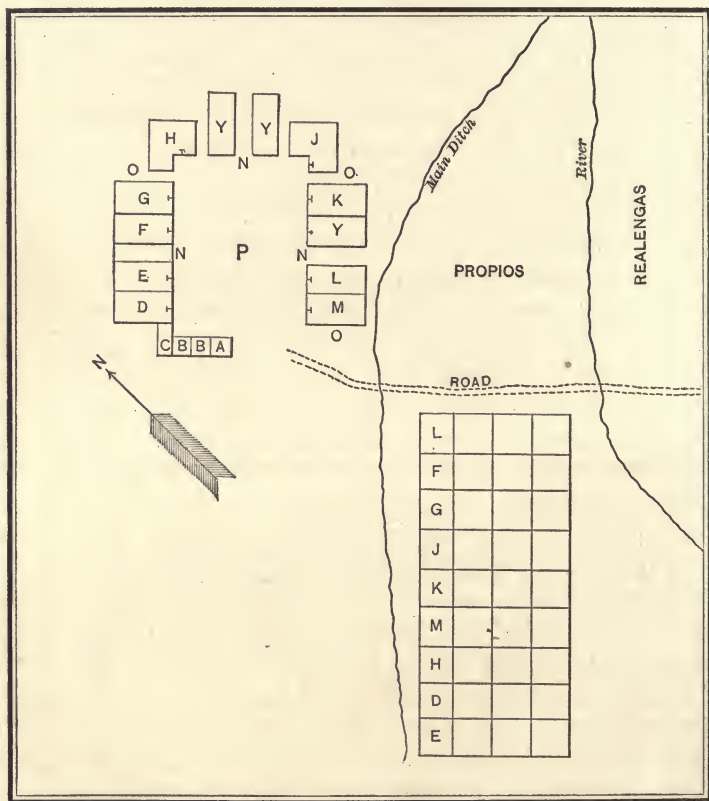 Y Y
H J
N
O O
G K
F Y
N P N
E L
D M
C B B A
O
N
Main Ditch
River
PROPIOS
REALENGAS
ROAD
L
F
G
J
K
M
H
D
E